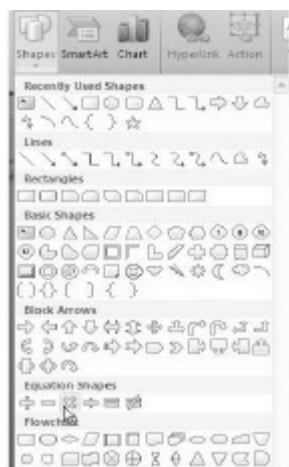 Shapes SmartArt Chart Hyperlink Action
Recently Used Shapes
Lines
Rectangles
Basic Shapes
Block Arrows
Equation Shapes
Flowchart